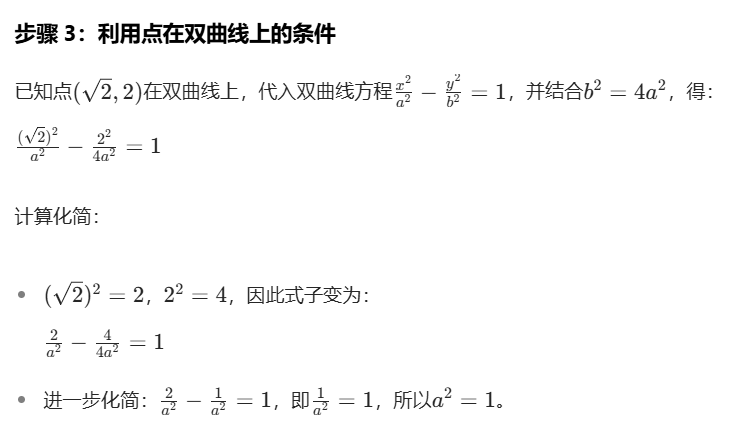 步骤 3：利用点在双曲线上的条件
已知点$(\sqrt{2}, 2)$在双曲线上，代入双曲线方程$\frac{x^2}{a^2} - \frac{y^2}{b^2} = 1$，并结合$b^2 = 4a^2$，得：
$\frac{(\sqrt{2})^2}{a^2} - \frac{2^2}{4a^2} = 1$
计算化简：
• $(\sqrt{2})^2 = 2$，$2^2 = 4$，因此式子变为：
$\frac{2}{a^2} - \frac{4}{4a^2} = 1$
• 进一步化简：$\frac{2}{a^2} - \frac{1}{a^2} = 1$，即$\frac{1}{a^2} = 1$，所以$a^2 = 1$。